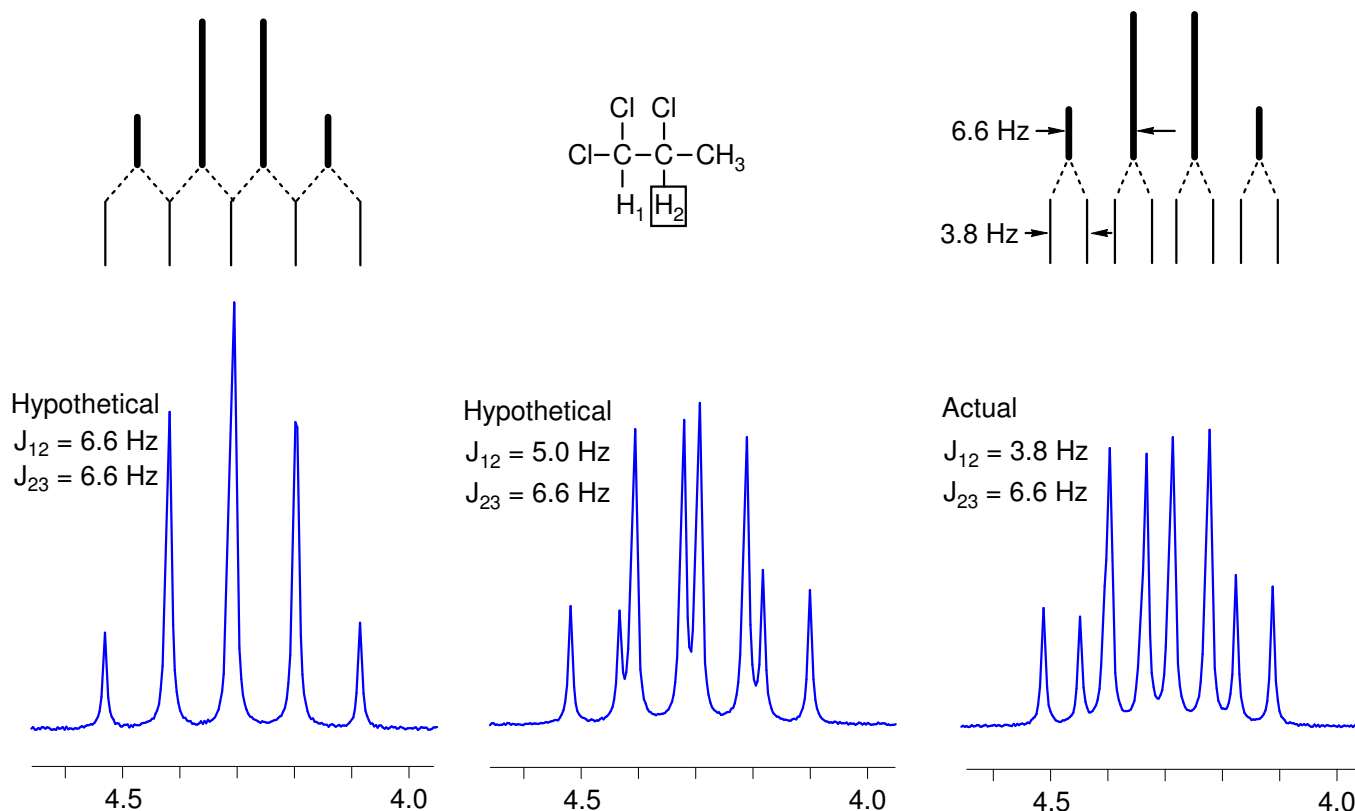 Cl Cl
Cl–C–C–CH₃
H₁ H₂
6.6 Hz
3.8 Hz
Hypothetical
J₁₂ = 6.6 Hz
J₂₃ = 6.6 Hz
Hypothetical
J₁₂ = 5.0 Hz
J₂₃ = 6.6 Hz
Actual
J₁₂ = 3.8 Hz
J₂₃ = 6.6 Hz
4.5 4.0
4.5 4.0
4.5 4.0